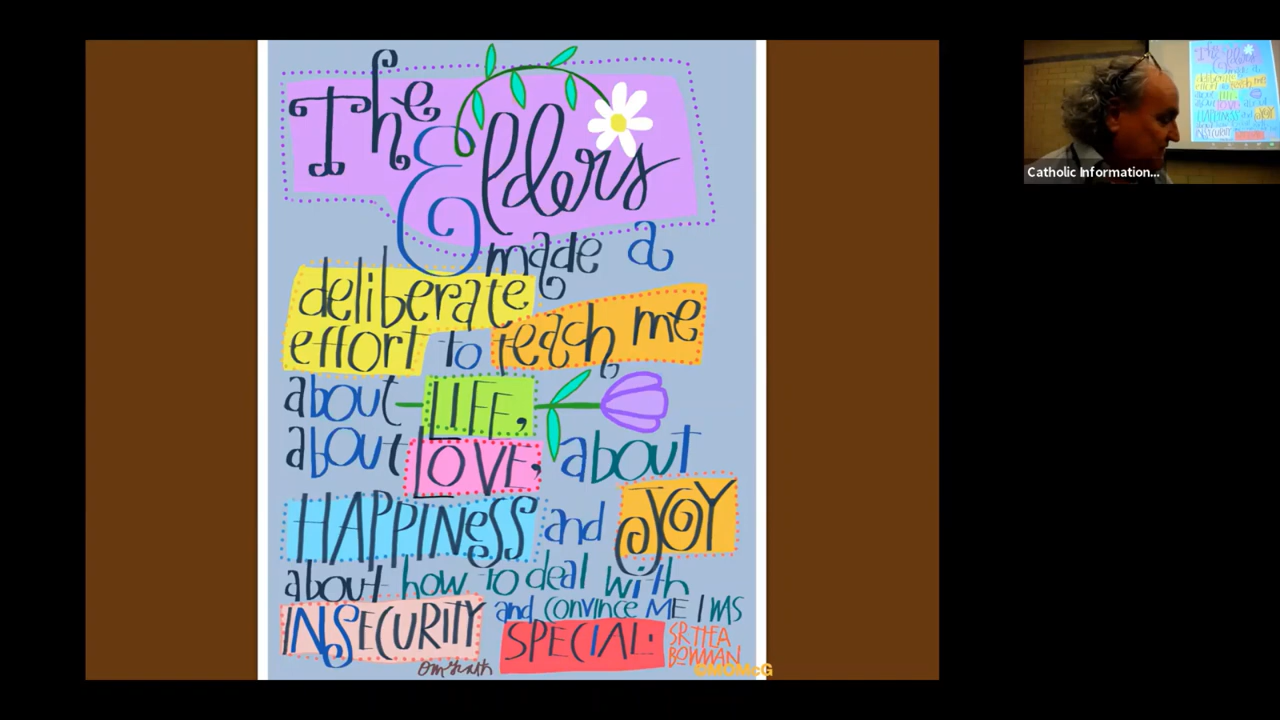 The
Elders
made a
deliberate
effort to teach me
about LIFE,
about LOVE, about
HAPPINESS and JOY
about how to deal with
INSECURITY and CONVINCE ME I WAS
SPECIAL. SR THEA
BOWMAN
©MOMcG
Catholic Information...